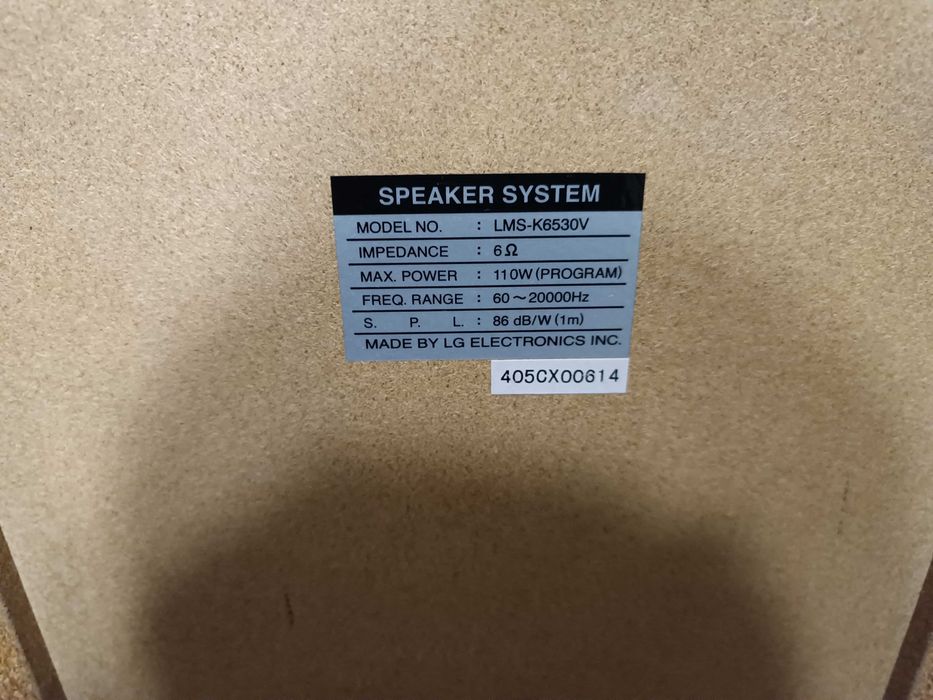 SPEAKER SYSTEM
MODEL NO. : LMS-K6530V
IMPEDANCE : 6Ω
MAX. POWER : 110W (PROGRAM)
FREQ. RANGE : 60～20000Hz
S. P. L. : 86 dB/W (1m)
MADE BY LG ELECTRONICS INC.
405CX00614